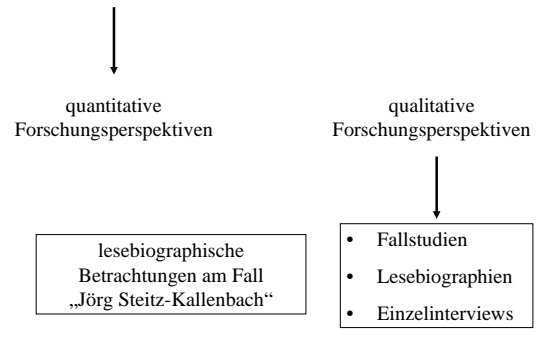 quantitative
Forschungsperspektiven
qualitative
Forschungsperspektiven
lesebiographische
Betrachtungen am Fall
„Jörg Steitz-Kallenbach“
• Fallstudien
• Lesebiographien
• Einzelinterviews